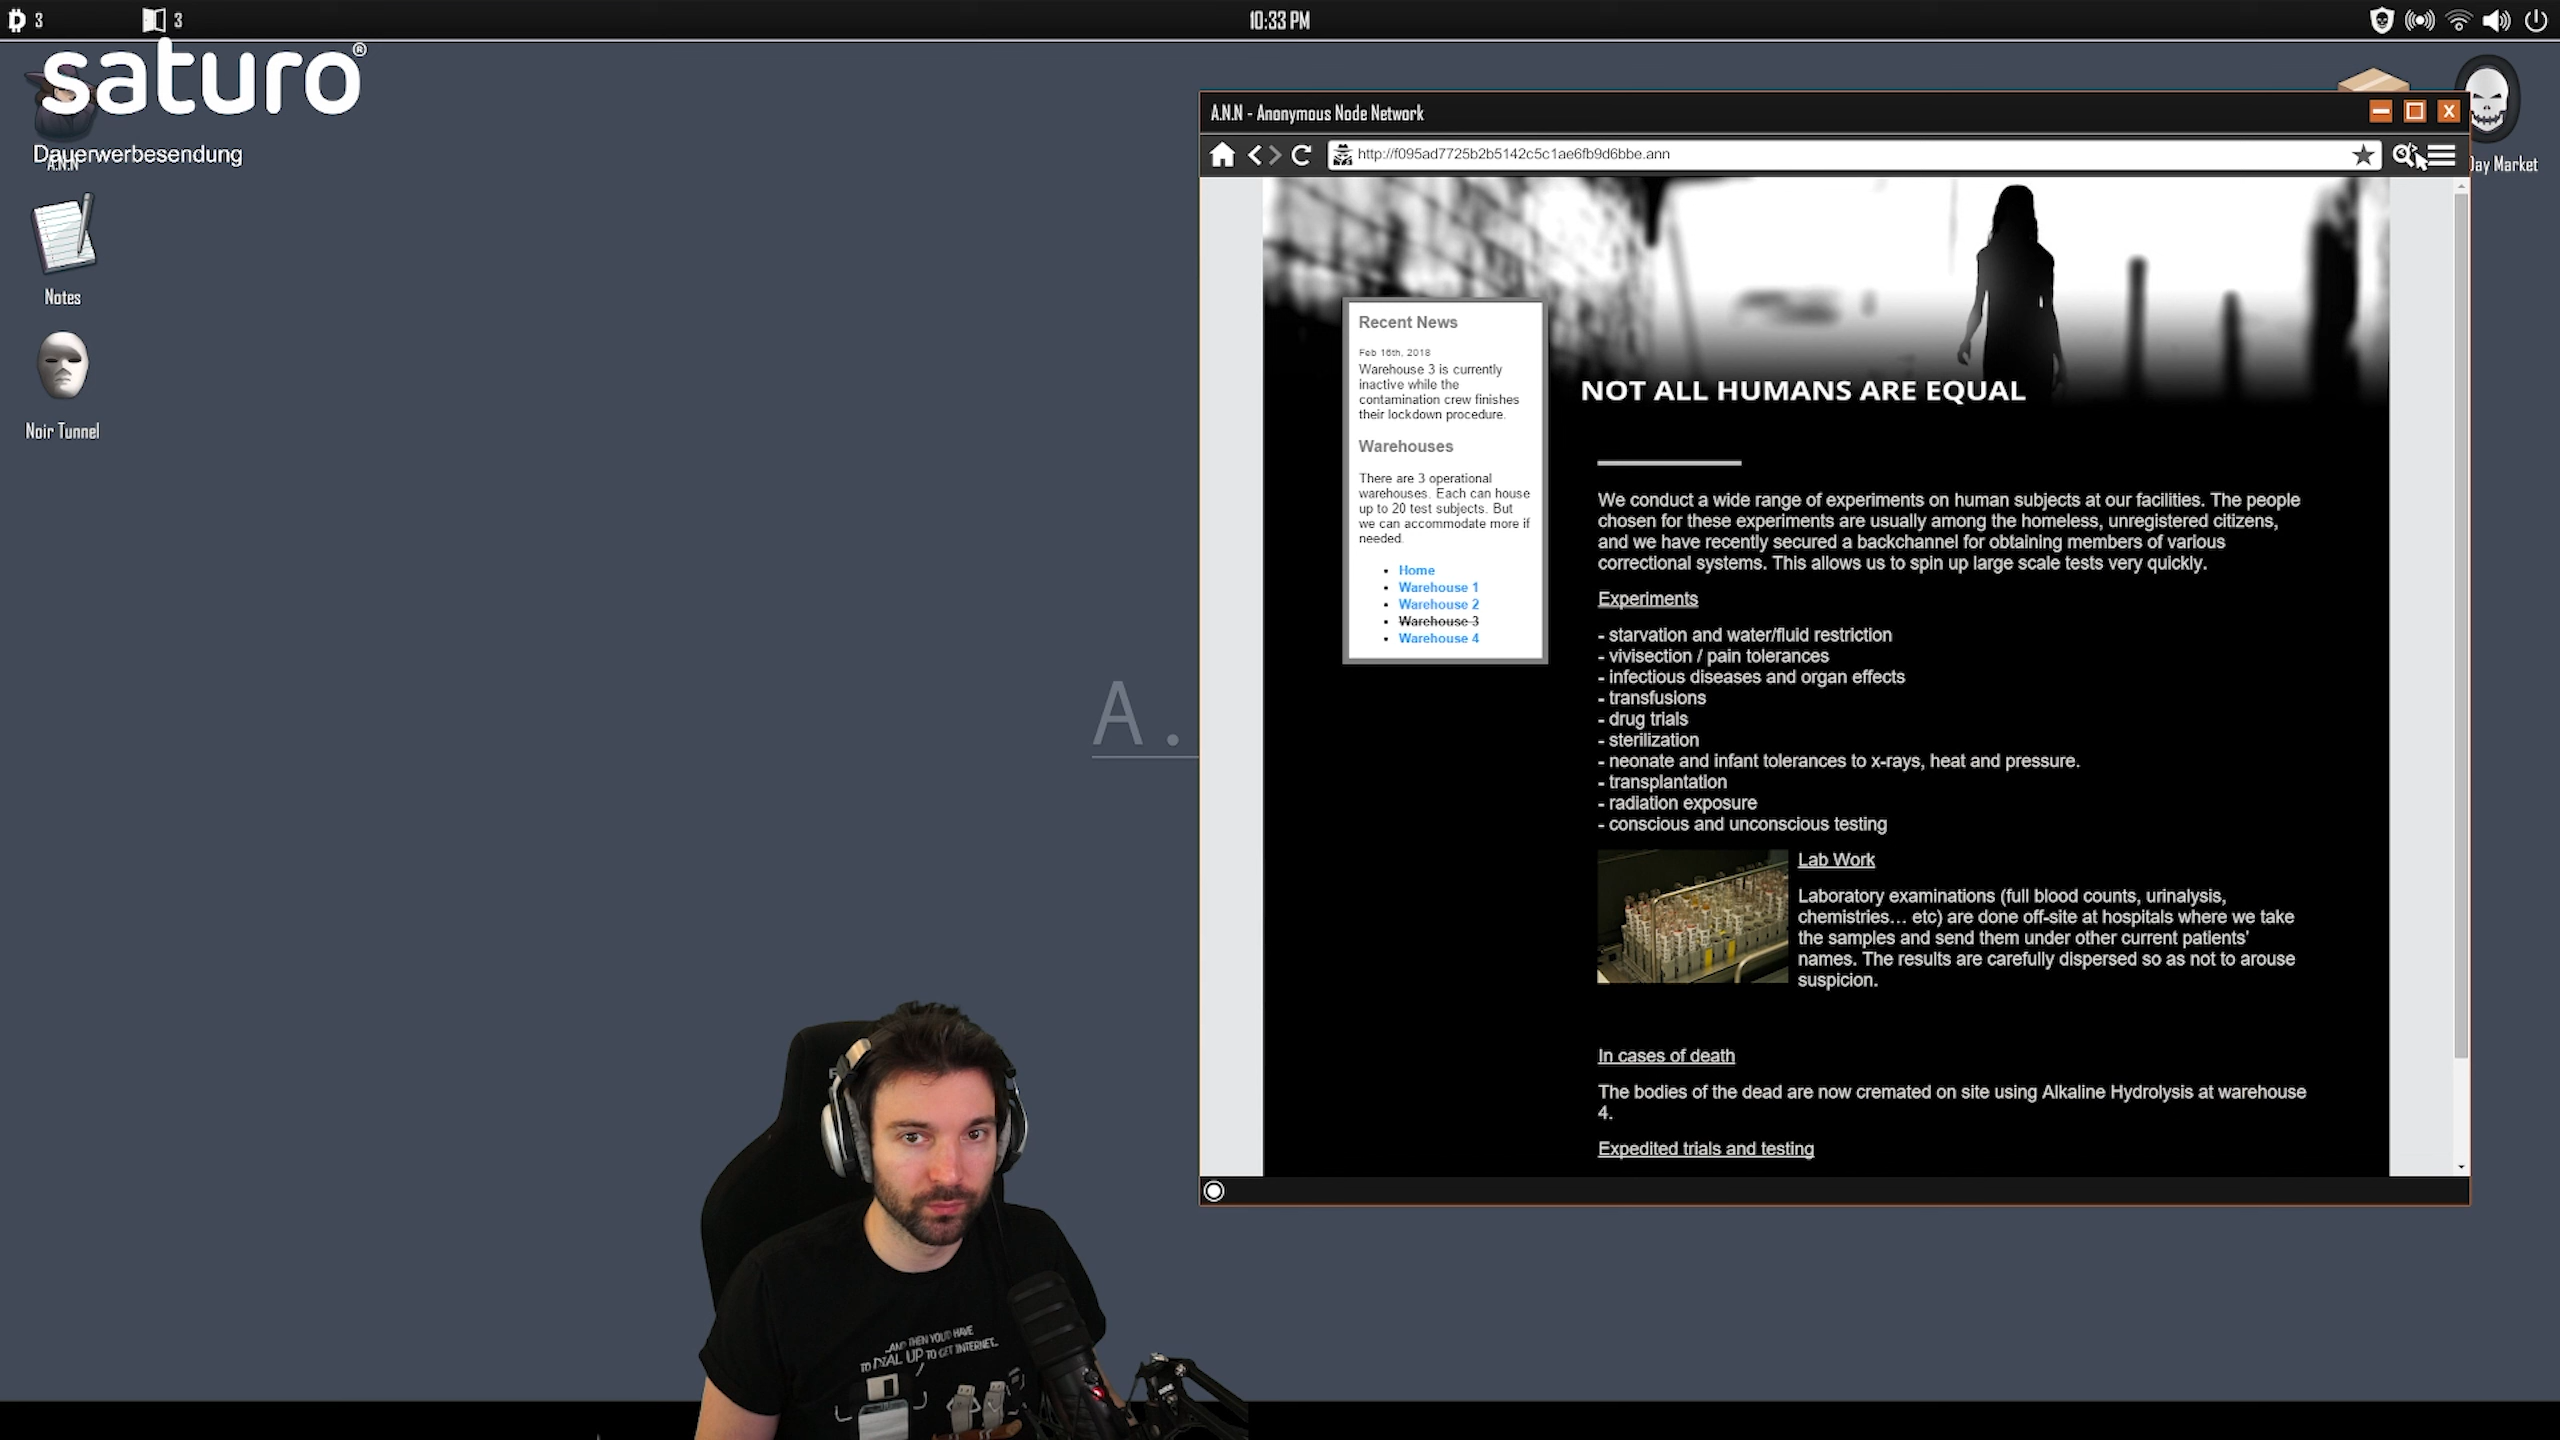 3
3
10:33 PM
saturo®
Dauerwerbesendung
A.N.N
Notes
Noir Tunnel
A.
Day Market
A.N.N - Anonymous Node Network
http://f095ad7725b2b5142c5c1ae6fb9d6bbe.ann
Recent News
Feb 16th, 2018
Warehouse 3 is currently
inactive while the
contamination crew finishes
their lockdown procedure.
Warehouses
There are 3 operational
warehouses. Each can house
up to 20 test subjects. But
we can accommodate more if
needed.
Home
Warehouse 1
Warehouse 2
Warehouse 3
Warehouse 4
NOT ALL HUMANS ARE EQUAL
We conduct a wide range of experiments on human subjects at our facilities. The people
chosen for these experiments are usually among the homeless, unregistered citizens,
and we have recently secured a backchannel for obtaining members of various
correctional systems. This allows us to spin up large scale tests very quickly.
Experiments
- starvation and water/fluid restriction
- vivisection / pain tolerances
- infectious diseases and organ effects
- transfusions
- drug trials
- sterilization
- neonate and infant tolerances to x-rays, heat and pressure.
- transplantation
- radiation exposure
- conscious and unconscious testing
Lab Work
Laboratory examinations (full blood counts, urinalysis,
chemistries... etc) are done off-site at hospitals where we take
the samples and send them under other current patients'
names. The results are carefully dispersed so as not to arouse
suspicion.
In cases of death
The bodies of the dead are now cremated on site using Alkaline Hydrolysis at warehouse
4.
Expedited trials and testing
...AND THEN YOU'D HAVE
TO DIAL UP TO GET INTERNET...